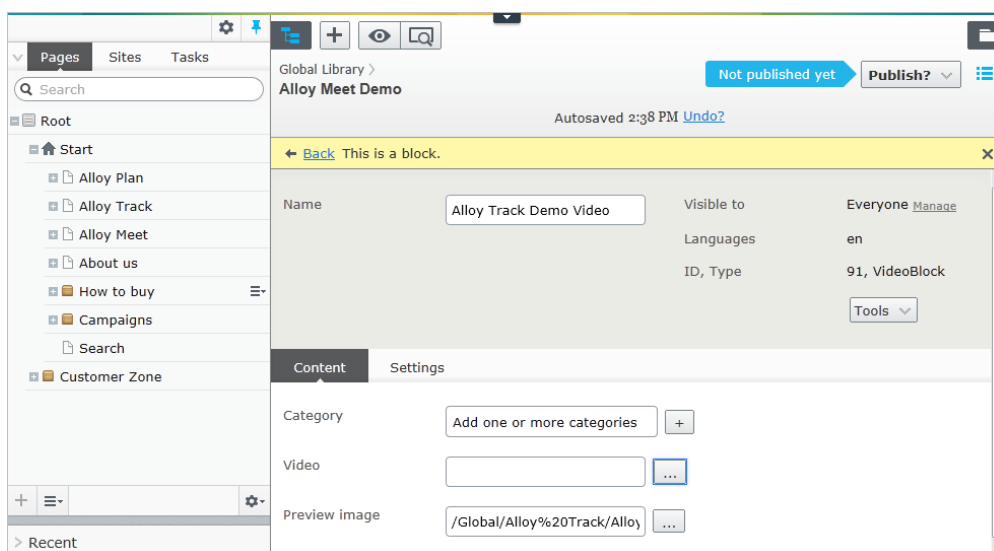 Pages Sites Tasks
Search
Root
Start
Alloy Plan
Alloy Track
Alloy Meet
About us
How to buy
Campaigns
Search
Customer Zone
Recent
Global Library >
Alloy Meet Demo
Not published yet
Publish?
Autosaved 2:38 PM Undo?
Back This is a block.
Name Alloy Track Demo Video
Visible to Everyone Manage
Languages en
ID, Type 91, VideoBlock
Tools
Content Settings
Category Add one or more categories +
Video ...
Preview image /Global/Alloy%20Track/Alloy ...